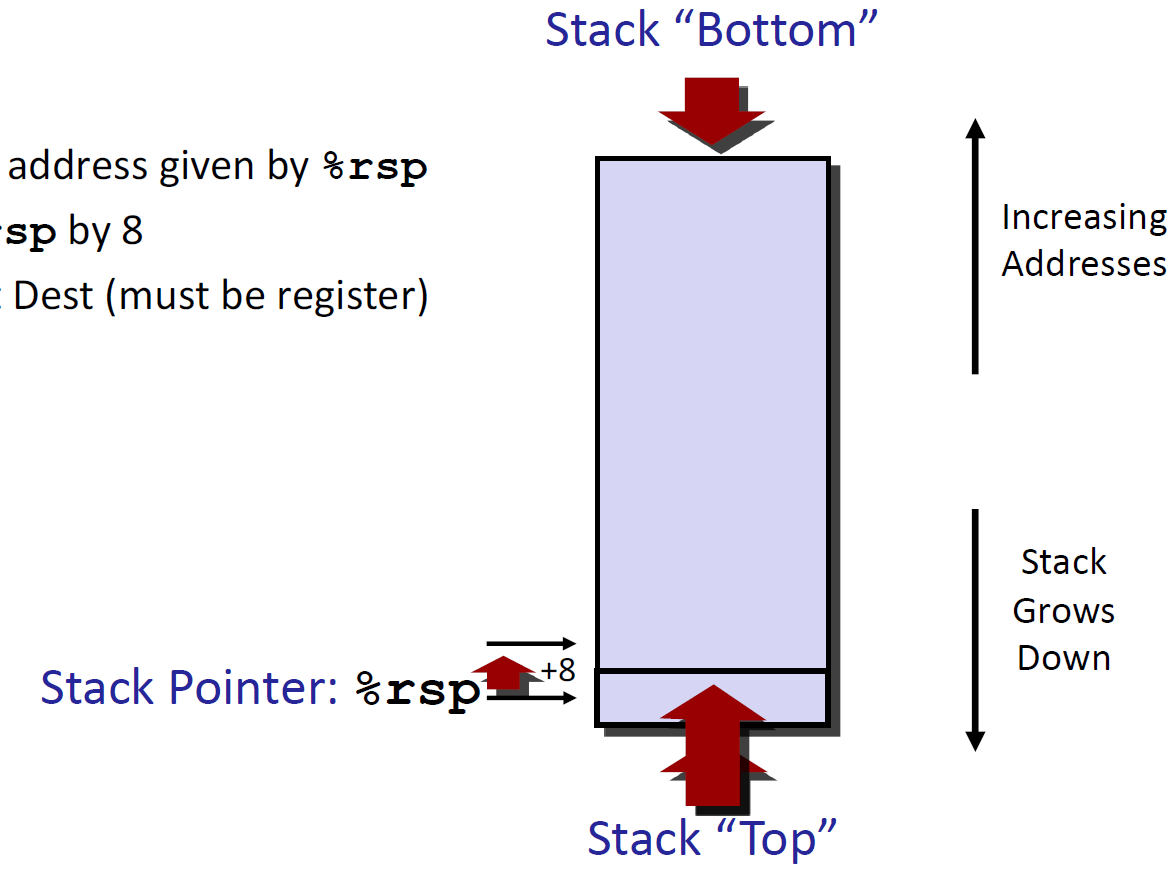 Stack “Bottom”
address given by %rsp
rsp by 8
Dest (must be register)
Increasing
Addresses
Stack
Grows
Down
+8
Stack Pointer: %rsp
Stack “Top”